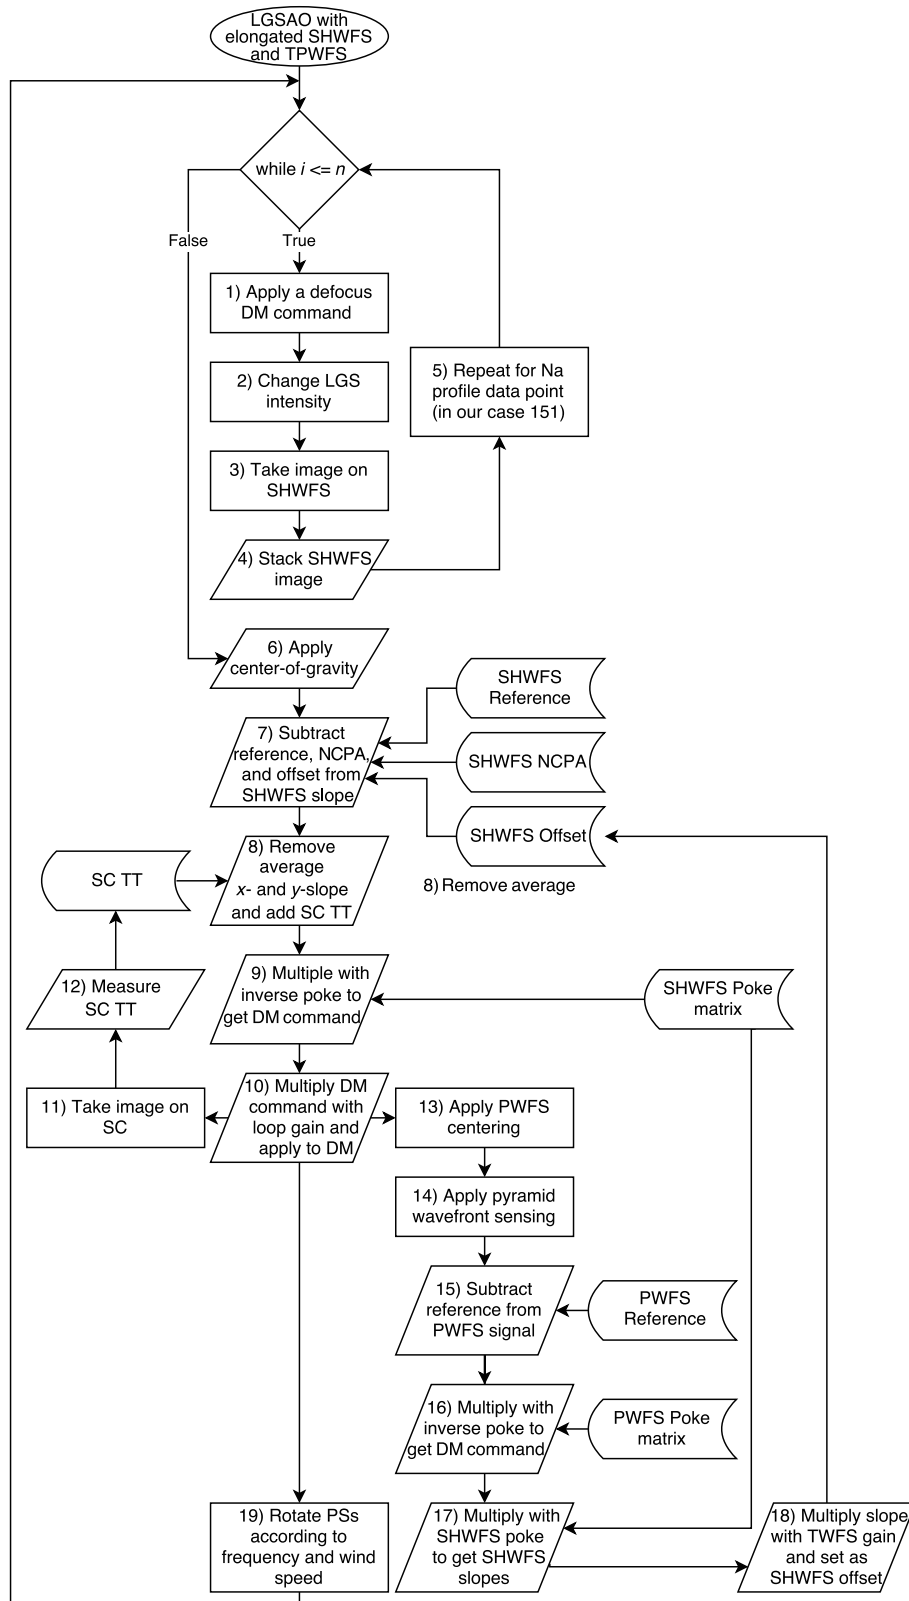 LGSAO with
elongated SHWFS
and TPWFS
while i <= n
False
True
1) Apply a defocus
DM command
2) Change LGS
intensity
3) Take image on
SHWFS
4) Stack SHWFS
image
5) Repeat for Na
profile data point
(in our case 151)
6) Apply
center-of-gravity
7) Subtract
reference, NCPA,
and offset from
SHWFS slope
SHWFS
Reference
SHWFS NCPA
SHWFS Offset
8) Remove
average
x- and y-slope
and add SC TT
8) Remove average
SC TT
9) Multiple with
inverse poke to
get DM command
12) Measure
SC TT
SHWFS Poke
matrix
10) Multiply DM
command with
loop gain and
apply to DM
11) Take image on
SC
13) Apply PWFS
centering
14) Apply pyramid
wavefront sensing
15) Subtract
reference from
PWFS signal
PWFS
Reference
16) Multiply with
inverse poke to
get DM command
PWFS Poke
matrix
19) Rotate PSs
according to
frequency and wind
speed
17) Multiply with
SHWFS poke
to get SHWFS
slopes
18) Multiply slope
with TWFS gain
and set as
SHWFS offset